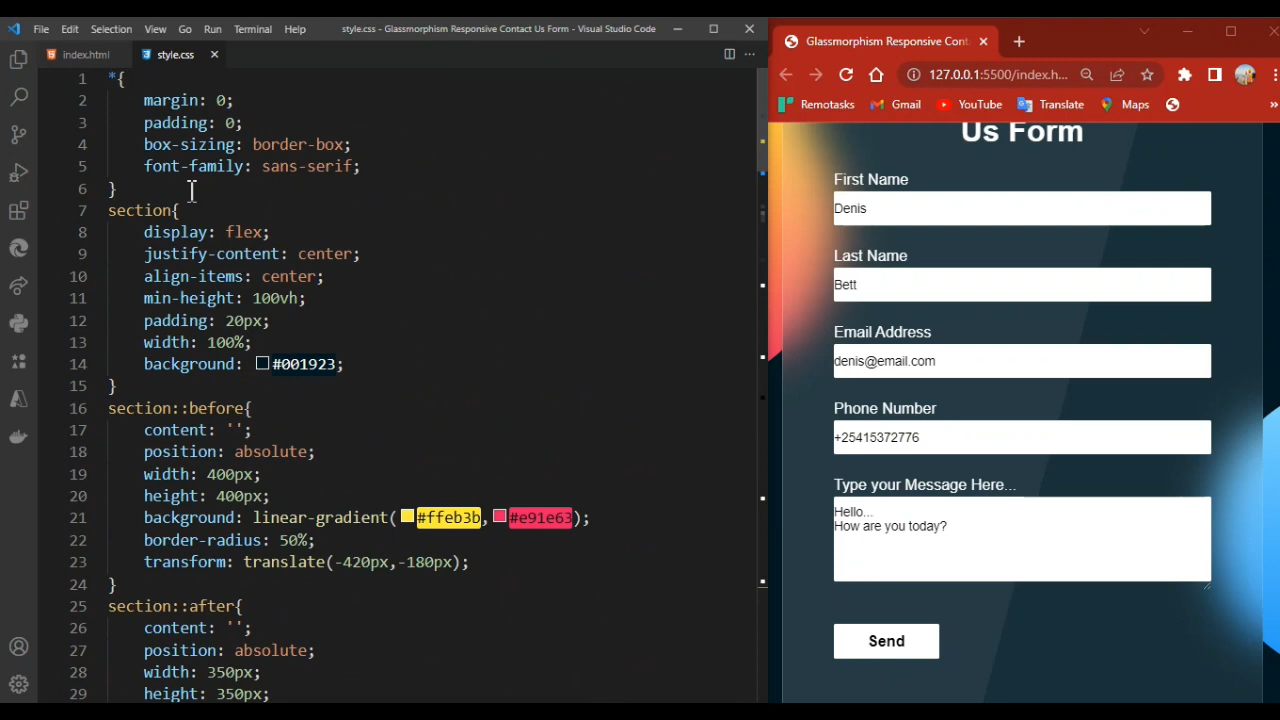 File Edit Selection View Go Run Terminal Help style.css - Glassmorphism Responsive Contact Us Form - Visual Studio Code
index.html style.css
1 *{
2 margin: 0;
3 padding: 0;
4 box-sizing: border-box;
5 font-family: sans-serif;
6 }
7 section{
8 display: flex;
9 justify-content: center;
10 align-items: center;
11 min-height: 100vh;
12 padding: 20px;
13 width: 100%;
14 background: #001923;
15 }
16 section::before{
17 content: '';
18 position: absolute;
19 width: 400px;
20 height: 400px;
21 background: linear-gradient(#ffeb3b,#e91e63);
22 border-radius: 50%;
23 transform: translate(-420px,-180px);
24 }
25 section::after{
26 content: '';
27 position: absolute;
28 width: 350px;
29 height: 350px;
Glassmorphism Responsive Cont
127.0.0.1:5500/index.h...
Remotasks Gmail YouTube Translate Maps »
Us Form
First Name
Denis
Last Name
Bett
Email Address
denis@email.com
Phone Number
+25415372776
Type your Message Here...
Hello...
How are you today?
Send